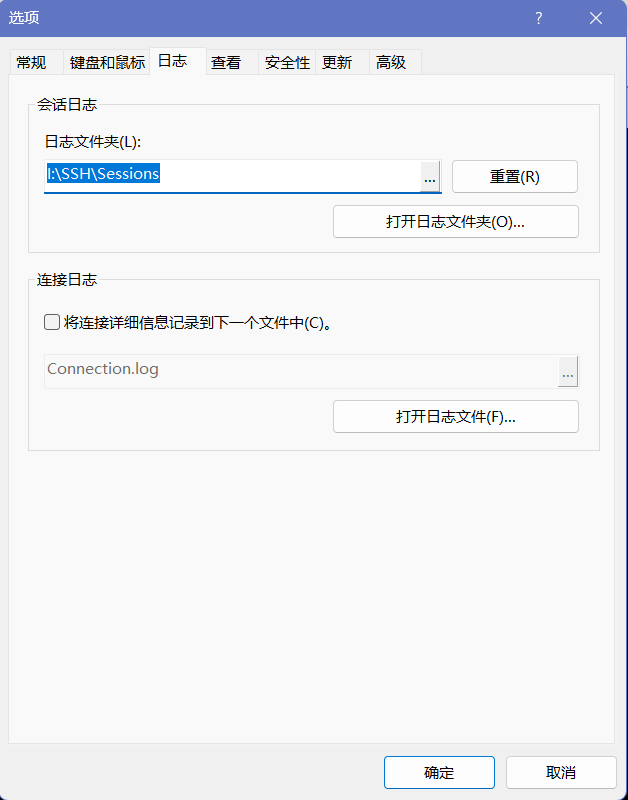 选项
?
常规 键盘和鼠标 日志 查看 安全性 更新 高级
会话日志
日志文件夹(L):
I:\SSH\Sessions ... 重置(R)
打开日志文件夹(O)...
连接日志
将连接详细信息记录到下一个文件中(C)。
Connection.log ...
打开日志文件(F)...
确定 取消